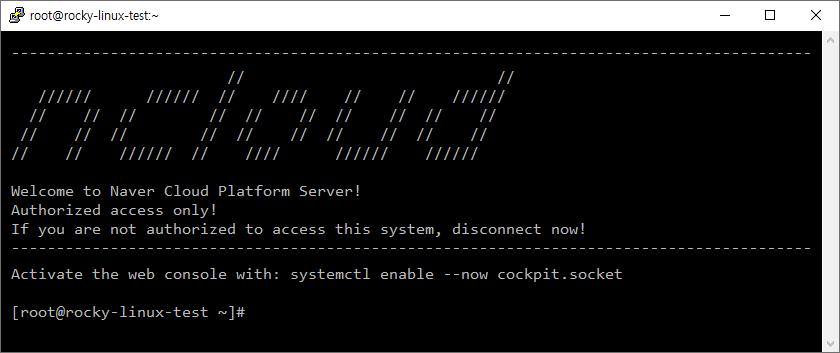 root@rocky-linux-test:~
ncloud
Welcome to Naver Cloud Platform Server!
Authorized access only!
If you are not authorized to access this system, disconnect now!
Activate the web console with: systemctl enable --now cockpit.socket
[root@rocky-linux-test ~]#